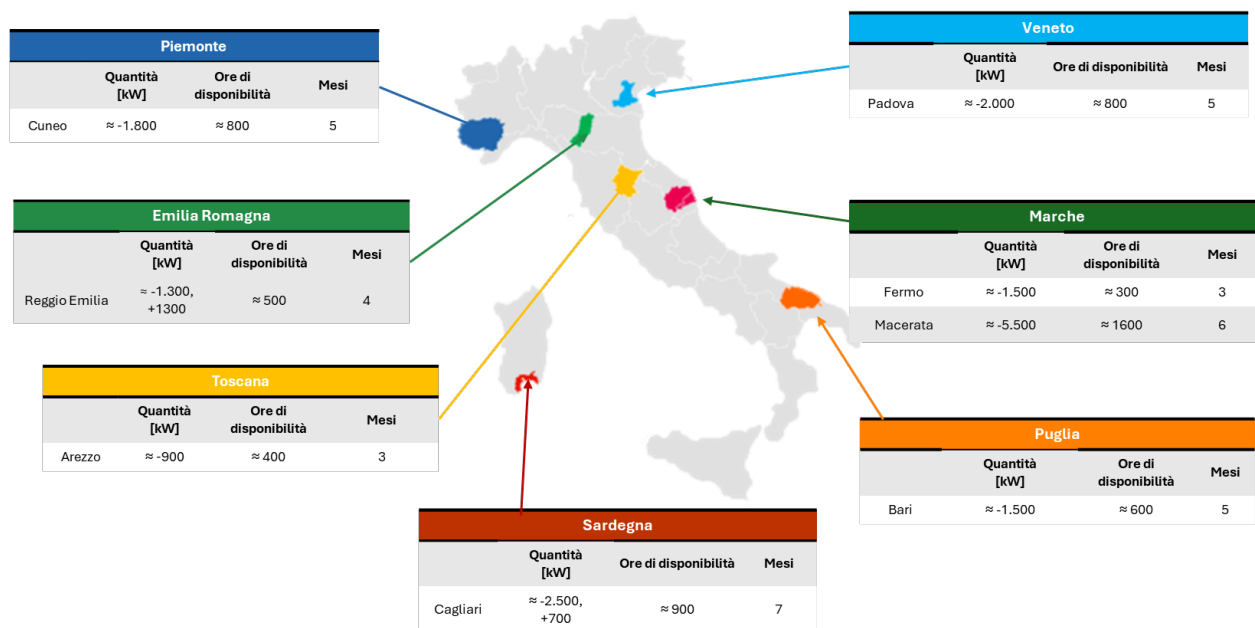 Piemonte
Quantità [kW] Ore di disponibilità Mesi
Cuneo ≈ -1.800 ≈ 800 5
Veneto
Quantità [kW] Ore di disponibilità Mesi
Padova ≈ -2.000 ≈ 800 5
Emilia Romagna
Quantità [kW] Ore di disponibilità Mesi
Reggio Emilia ≈ -1.300, +1300 ≈ 500 4
Marche
Quantità [kW] Ore di disponibilità Mesi
Fermo ≈ -1.500 ≈ 300 3
Macerata ≈ -5.500 ≈ 1600 6
Toscana
Quantità [kW] Ore di disponibilità Mesi
Arezzo ≈ -900 ≈ 400 3
Puglia
Quantità [kW] Ore di disponibilità Mesi
Bari ≈ -1.500 ≈ 600 5
Sardegna
Quantità [kW] Ore di disponibilità Mesi
Cagliari ≈ -2.500, +700 ≈ 900 7